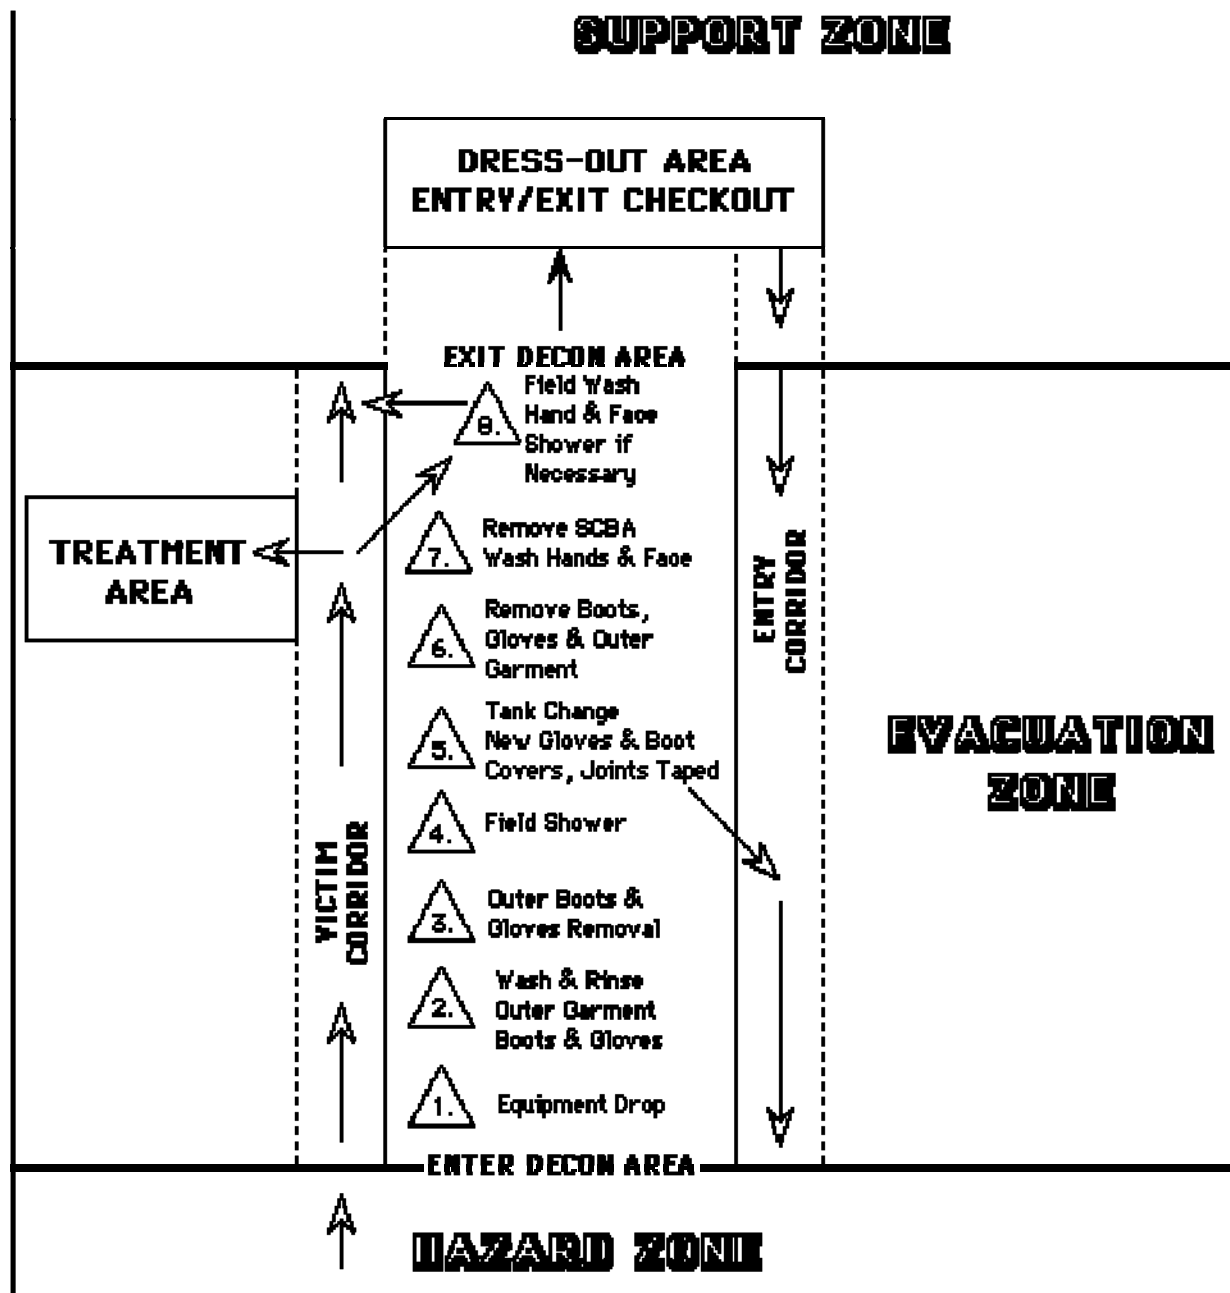 SUPPORT ZONE
DRESS-OUT AREA
ENTRY/EXIT CHECKOUT
EXIT DECON AREA
8.
Field Wash
Hand & Face
Shower if
Necessary
TREATMENT
AREA
7.
Remove SCBA
Wash Hands & Face
6.
Remove Boots,
Gloves & Outer
Garment
ENTRY
CORRIDOR
5.
Tank Change
New Gloves & Boot
Covers, Joints Taped
EVACUATION
ZONE
4.
Field Shower
VICTIM
CORRIDOR
3.
Outer Boots &
Gloves Removal
2.
Wash & Rinse
Outer Garment
Boots & Gloves
1.
Equipment Drop
ENTER DECON AREA
HAZARD ZONE